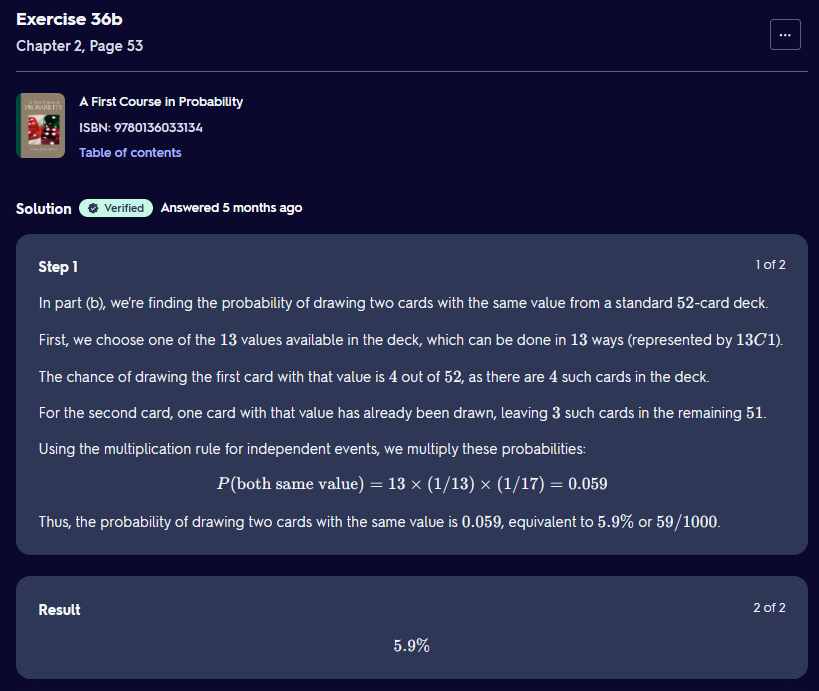 Exercise 36b
Chapter 2, Page 53
...
A First Course in Probability
ISBN: 9780136033134
Table of contents
Solution Verified Answered 5 months ago
Step 1 1 of 2
In part (b), we're finding the probability of drawing two cards with the same value from a standard 52-card deck.
First, we choose one of the 13 values available in the deck, which can be done in 13 ways (represented by 13C1).
The chance of drawing the first card with that value is 4 out of 52, as there are 4 such cards in the deck.
For the second card, one card with that value has already been drawn, leaving 3 such cards in the remaining 51.
Using the multiplication rule for independent events, we multiply these probabilities:
P(both same value) = 13 × (1/13) × (1/17) = 0.059
Thus, the probability of drawing two cards with the same value is 0.059, equivalent to 5.9% or 59/1000.
Result 2 of 2
5.9%